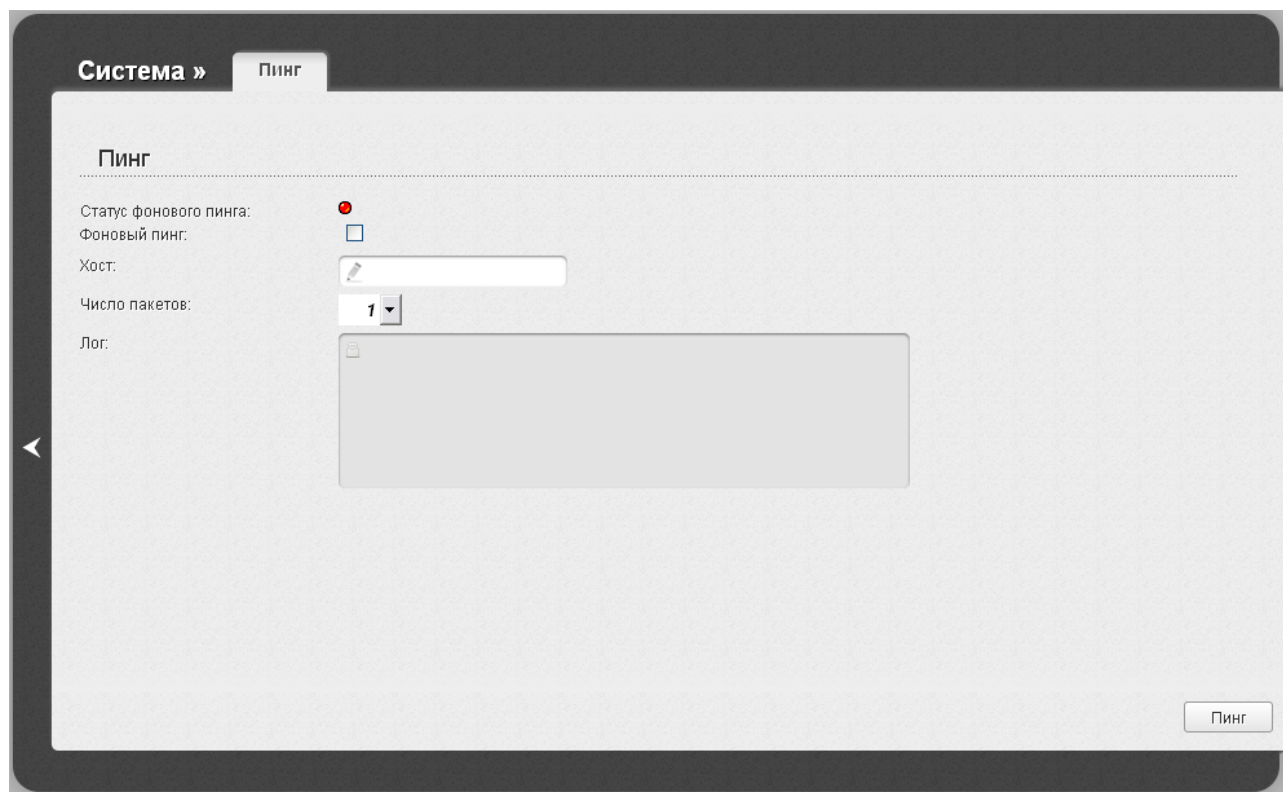 Система »
Пинг
Пинг
Статус фонового пинга:
Фоновый пинг:
Хост:
Число пакетов:
1
Лог:
Пинг